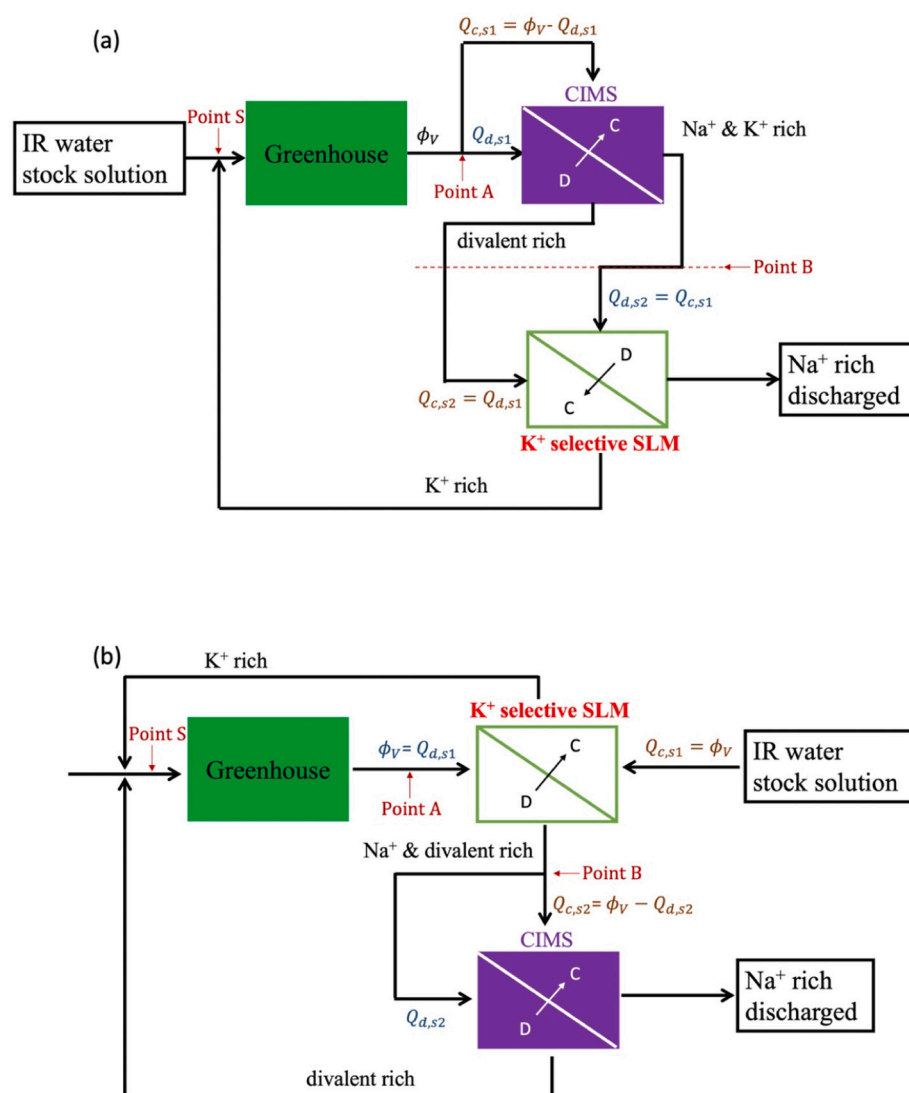 (a)
Q_{c,s1} = ϕ_V- Q_{d,s1}
CIMS
Point S
IR water
stock solution
Greenhouse
ϕ_V
Q_{d,s1}
Point A
C
D
Na⁺ & K⁺ rich
divalent rich
Point B
Q_{d,s2} = Q_{c,s1}
Q_{c,s2} = Q_{d,s1}
D
C
Na⁺ rich
discharged
K⁺ selective SLM
K⁺ rich
(b)
K⁺ rich
K⁺ selective SLM
Point S
Greenhouse
ϕ_V= Q_{d,s1}
Point A
C
D
Q_{c,s1} = ϕ_V
IR water
stock solution
Na⁺ & divalent rich
Point B
Q_{c,s2}= ϕ_V − Q_{d,s2}
CIMS
C
D
Q_{d,s2}
Na⁺ rich
discharged
divalent rich